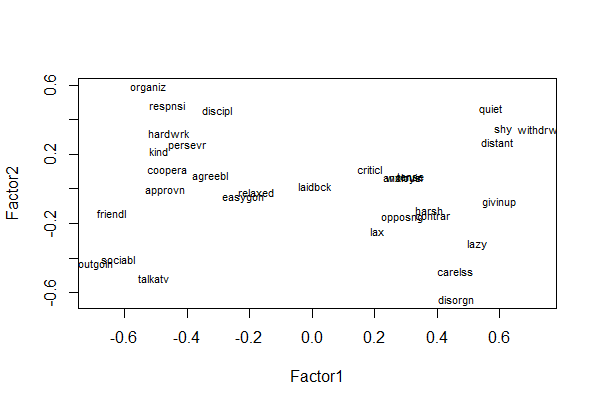 organiz
respnsi
discipl
quiet
hardwrk
shy
withdrw
persevr
distant
kind
coopera
criticl
agreebl
tense
approvn
laidbck
relaxed
easygon
givinup
friendl
harsh
opposng
contrar
lax
lazy
sociabl
outgoin
carelss
talkatv
disorgn
Factor2
0.6
0.2
-0.2
-0.6
-0.6
-0.4
-0.2
0.0
0.2
0.4
0.6
Factor1